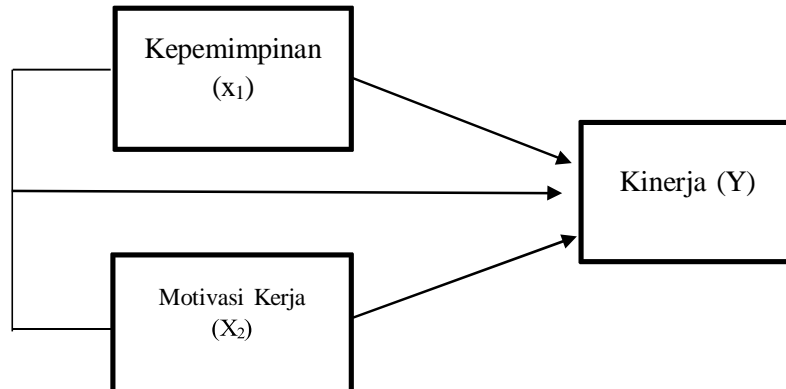 Kepemimpinan
(x₁)
Kinerja (Y)
Motivasi Kerja
(X₂)